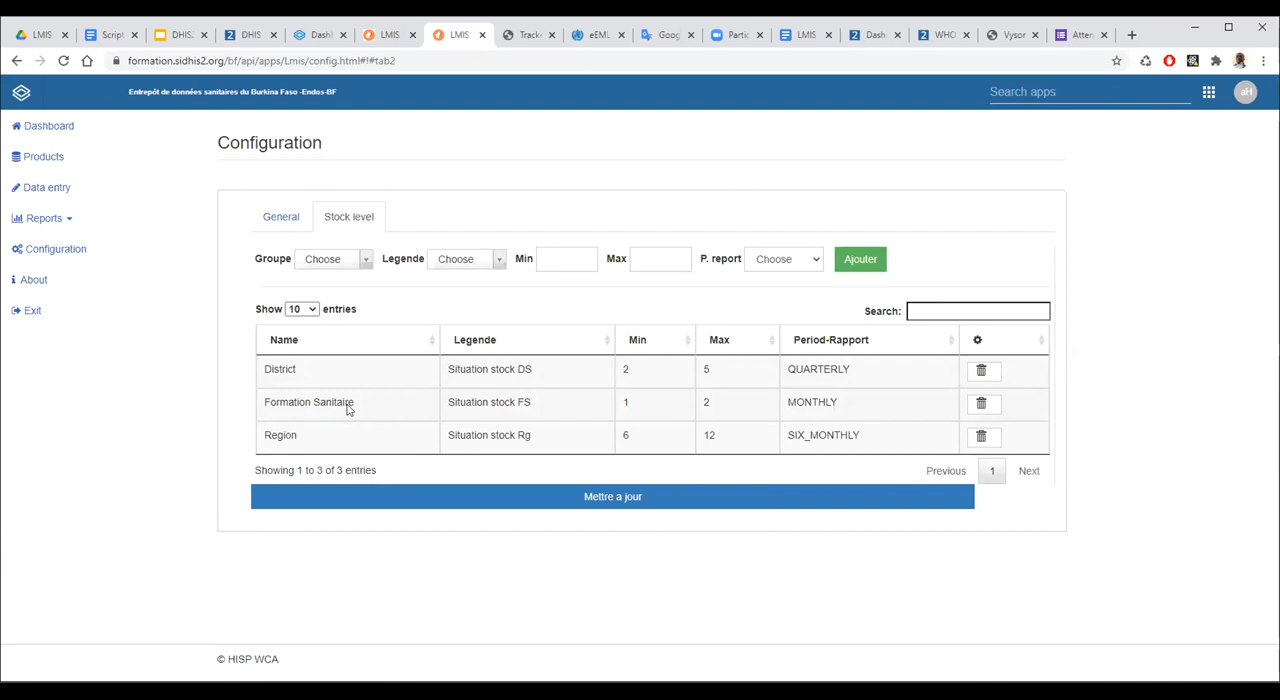 LMIS
Script
DHIS2
DHIS
Dashl
LMIS
LMIS
Track
eEML
Goog
Partic
LMIS
Dash
WHO
Vysor
Atten
formation.sidhis2.org/bf/api/apps/Lmis/config.html#!#tab2
Entrepôt de données sanitaires du Burkina Faso -Endos-BF
Search apps
aH
Dashboard
Products
Data entry
Reports
Configuration
About
Exit
Configuration
General Stock level
Groupe Choose Legende Choose Min Max P. report Choose Ajouter
Show 10 entries Search:
Name Legende Min Max Period-Rapport
District Situation stock DS 2 5 QUARTERLY
Formation Sanitaire Situation stock FS 1 2 MONTHLY
Region Situation stock Rg 6 12 SIX_MONTHLY
Showing 1 to 3 of 3 entries Previous 1 Next
Mettre a jour
© HISP WCA